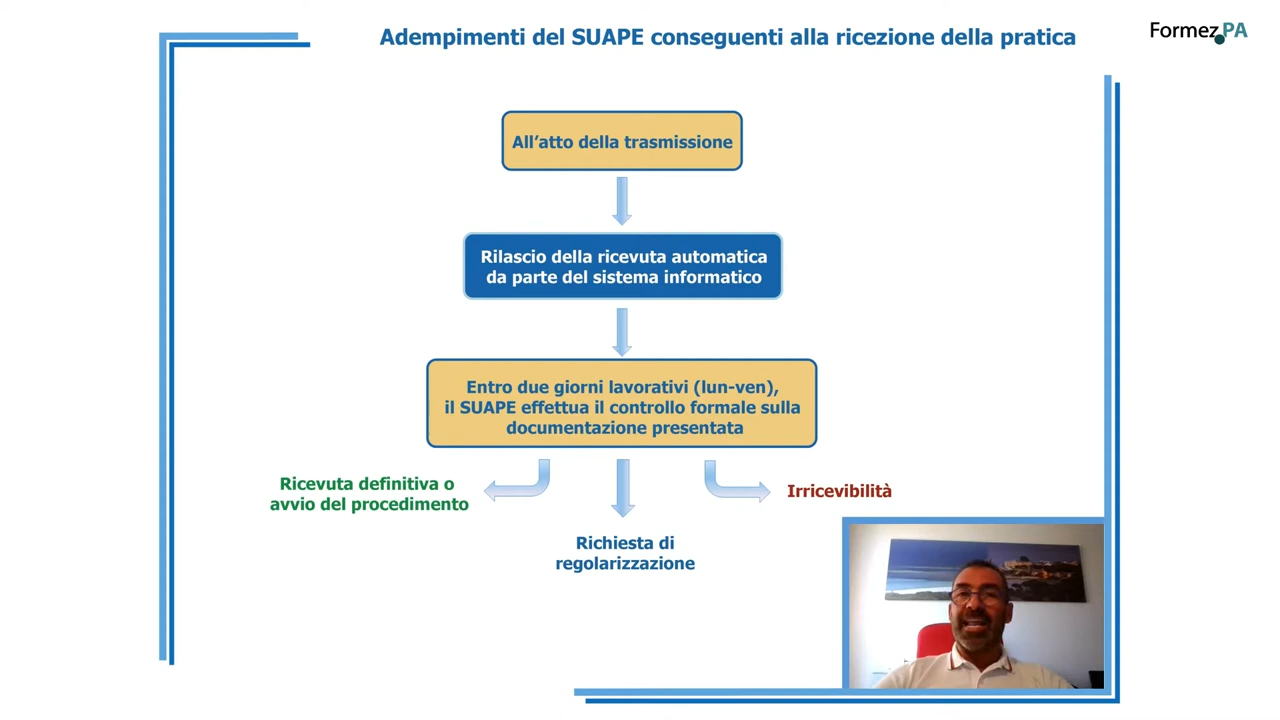 Adempimenti del SUAPE conseguenti alla ricezione della pratica
Formez PA
All’atto della trasmissione
Rilascio della ricevuta automatica
da parte del sistema informatico
Entro due giorni lavorativi (lun-ven),
il SUAPE effettua il controllo formale sulla
documentazione presentata
Ricevuta definitiva o
avvio del procedimento
Richiesta di
regolarizzazione
Irricevibilità